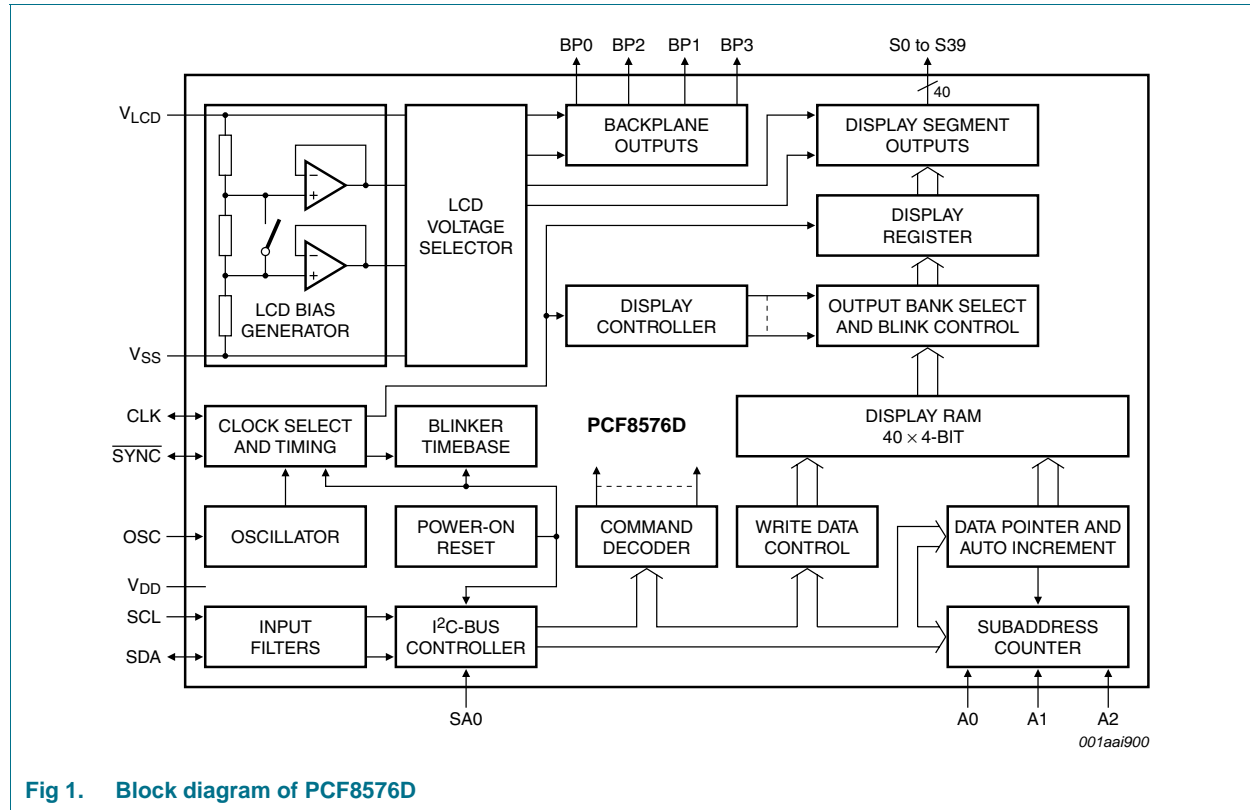 BP0 BP2 BP1 BP3 S0 to S39
40
VLCD
BACKPLANE
OUTPUTS
DISPLAY SEGMENT
OUTPUTS
−
+
LCD
VOLTAGE
SELECTOR
DISPLAY
REGISTER
−
+
LCD BIAS
GENERATOR
DISPLAY
CONTROLLER
OUTPUT BANK SELECT
AND BLINK CONTROL
VSS
CLK
SYNC
CLOCK SELECT
AND TIMING
BLINKER
TIMEBASE
PCF8576D
DISPLAY RAM
40 × 4-BIT
OSC
OSCILLATOR
POWER-ON
RESET
COMMAND
DECODER
WRITE DATA
CONTROL
DATA POINTER AND
AUTO INCREMENT
VDD
SCL
SDA
INPUT
FILTERS
I2C-BUS
CONTROLLER
SUBADDRESS
COUNTER
SA0 A0 A1 A2
001aai900
Fig 1. Block diagram of PCF8576D